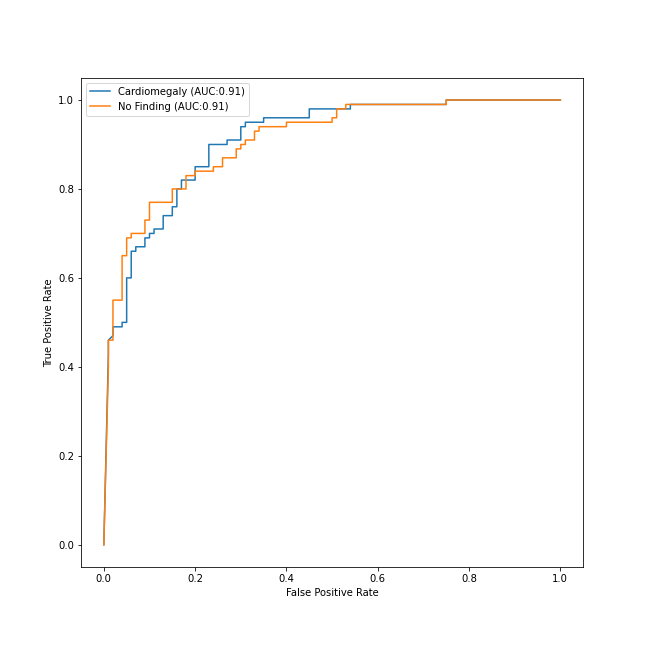 Cardiomegaly (AUC:0.91)
No Finding (AUC:0.91)
1.0
0.8
0.6
0.4
0.2
0.0
True Positive Rate
0.0 0.2 0.4 0.6 0.8 1.0
False Positive Rate